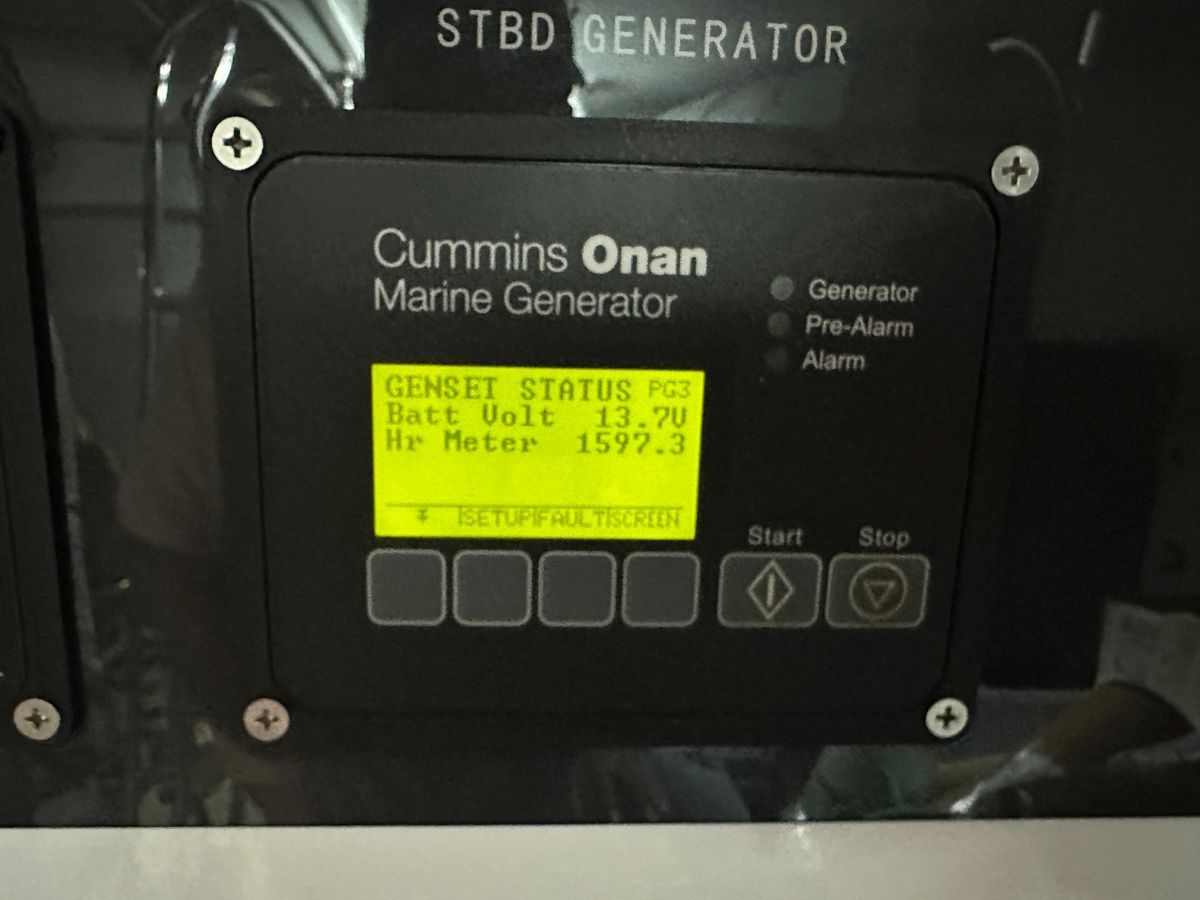 STBD GENERATOR
Cummins Onan
Marine Generator
Generator
Pre-Alarm
Alarm
GENSET STATUS PG3
Batt Volt 13.7V
Hr Meter 1597.3
SETUP FAULT SCREEN
Start Stop